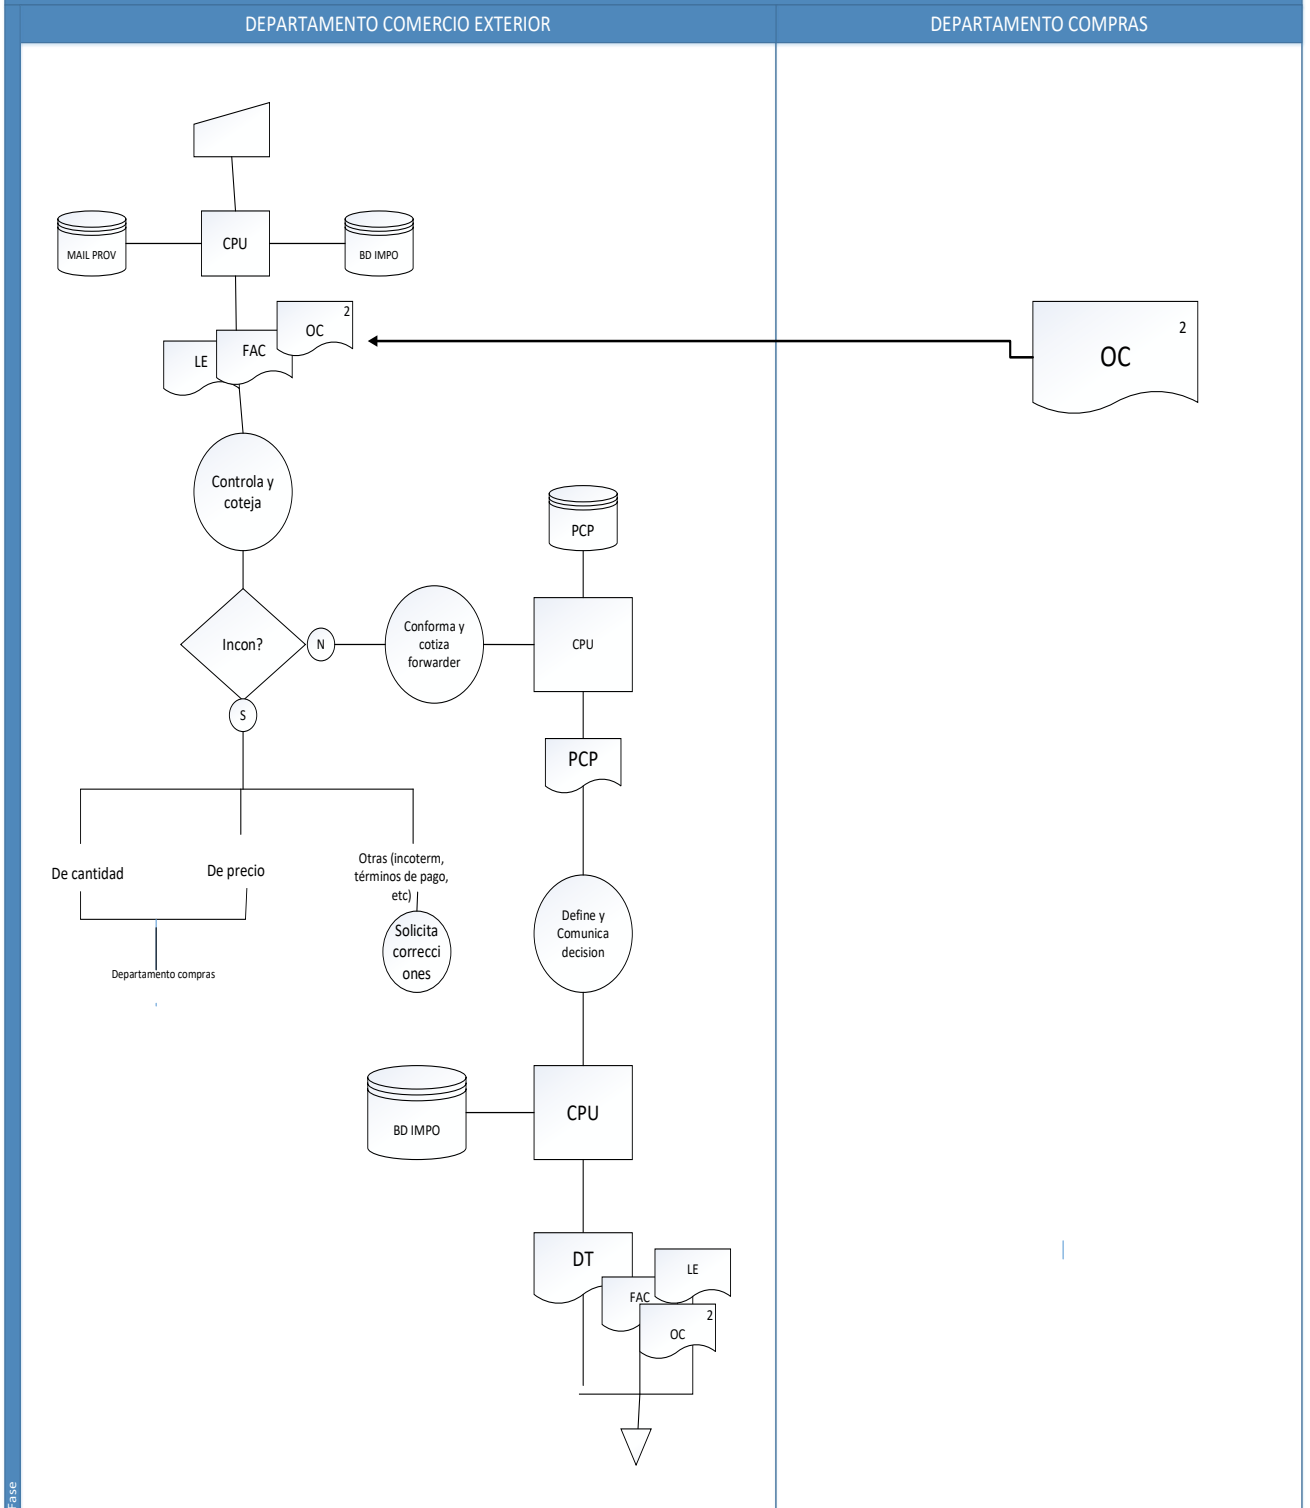 DEPARTAMENTO COMERCIO EXTERIOR
DEPARTAMENTO COMPRAS
MAIL PROV
CPU
BD IMPO
2
OC
FAC
LE
2
OC
Controla y
coteja
PCP
Incon?
N
Conforma y
cotiza
forwarder
CPU
S
PCP
De cantidad
De precio
Otras (incoterm,
términos de pago,
etc)
Solicita
correcci
ones
Departamento compras
Define y
Comunica
decision
BD IMPO
CPU
DT
LE
FAC
2
OC
Fase